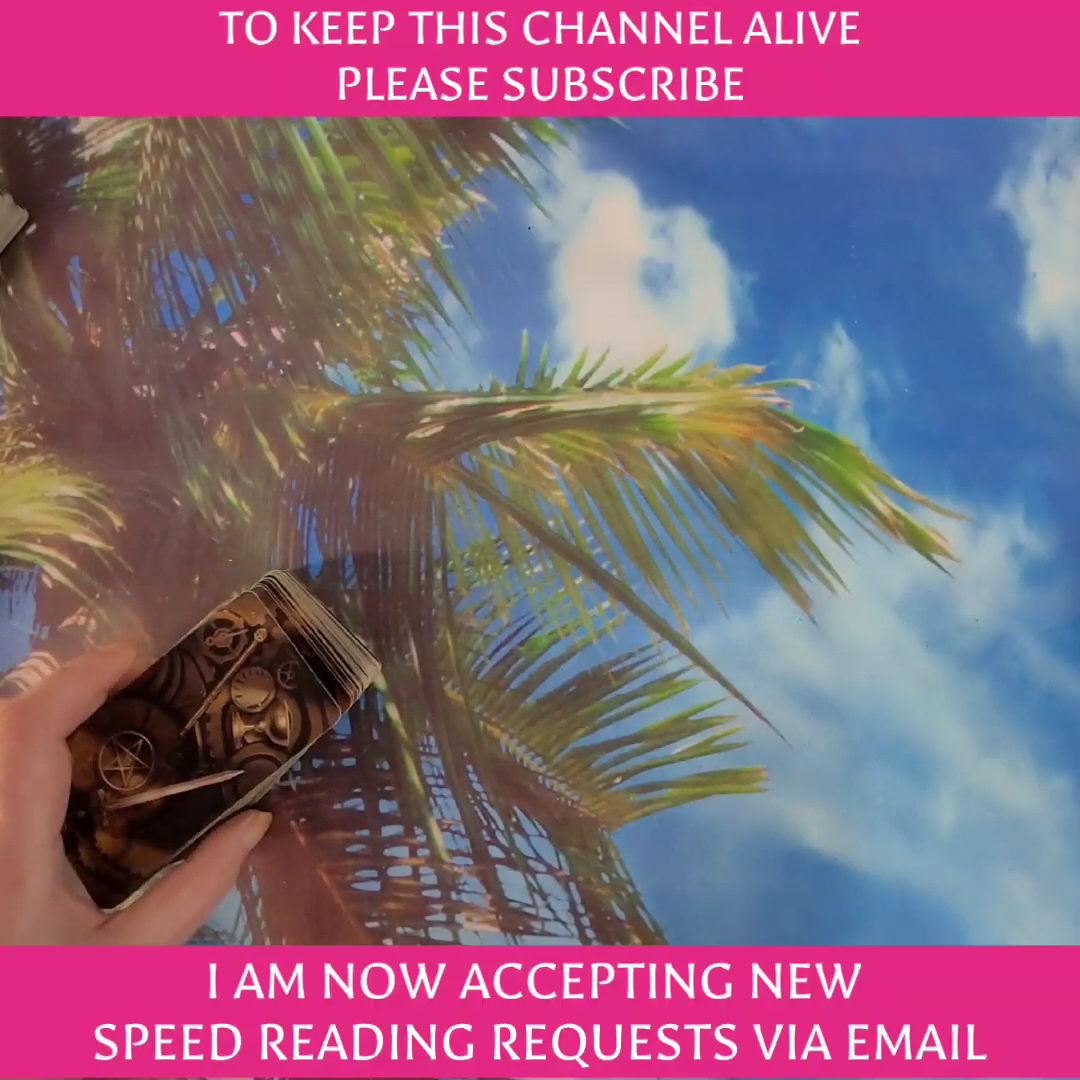 TO KEEP THIS CHANNEL ALIVE
PLEASE SUBSCRIBE
I AM NOW ACCEPTING NEW
SPEED READING REQUESTS VIA EMAIL